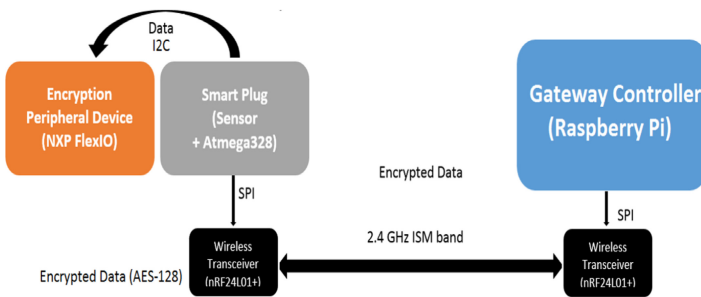 Data
I2C
Encryption
Peripheral Device
(NXP FlexIO)
Smart Plug
(Sensor
+ Atmega328)
Gateway Controller
(Raspberry Pi)
SPI
Encrypted Data
SPI
2.4 GHz ISM band
Wireless
Transceiver
(nRF24L01+)
Wireless
Transceiver
(nRF24L01+)
Encrypted Data (AES-128)